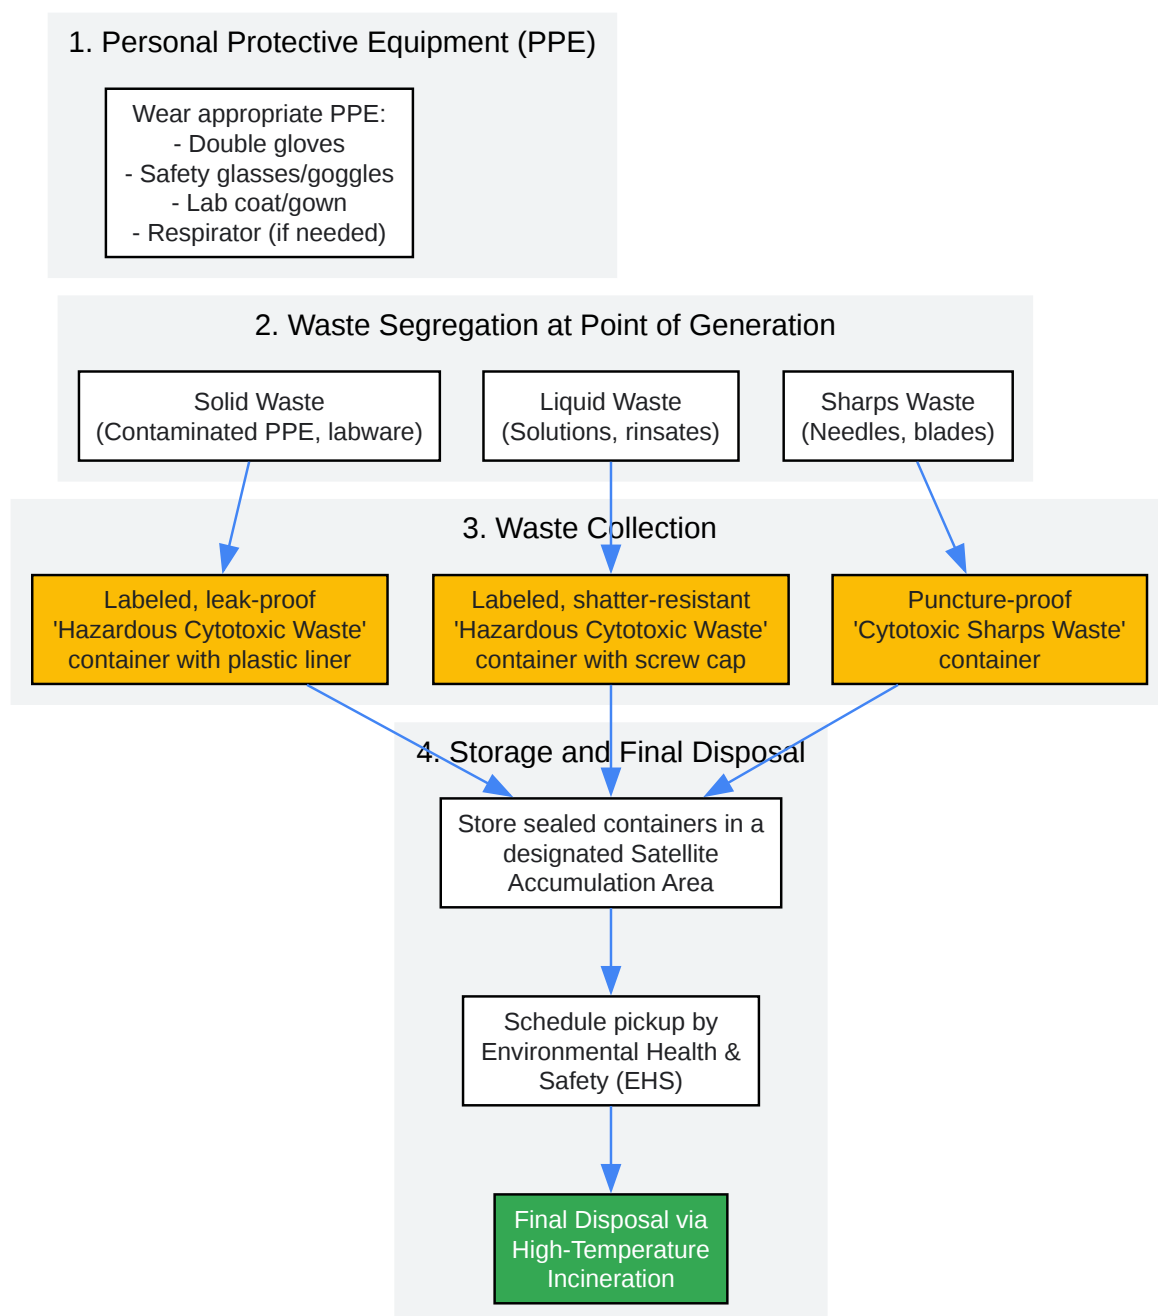 1. Personal Protective Equipment (PPE)
Wear appropriate PPE:
- Double gloves
- Safety glasses/goggles
- Lab coat/gown
- Respirator (if needed)
2. Waste Segregation at Point of Generation
Solid Waste
(Contaminated PPE, labware)
Liquid Waste
(Solutions, rinsates)
Sharps Waste
(Needles, blades)
3. Waste Collection
Labeled, leak-proof
'Hazardous Cytotoxic Waste'
container with plastic liner
Labeled, shatter-resistant
'Hazardous Cytotoxic Waste'
container with screw cap
Puncture-proof
'Cytotoxic Sharps Waste'
container
4. Storage and Final Disposal
Store sealed containers in a
designated Satellite
Accumulation Area
Schedule pickup by
Environmental Health &
Safety (EHS)
Final Disposal via
High-Temperature
Incineration